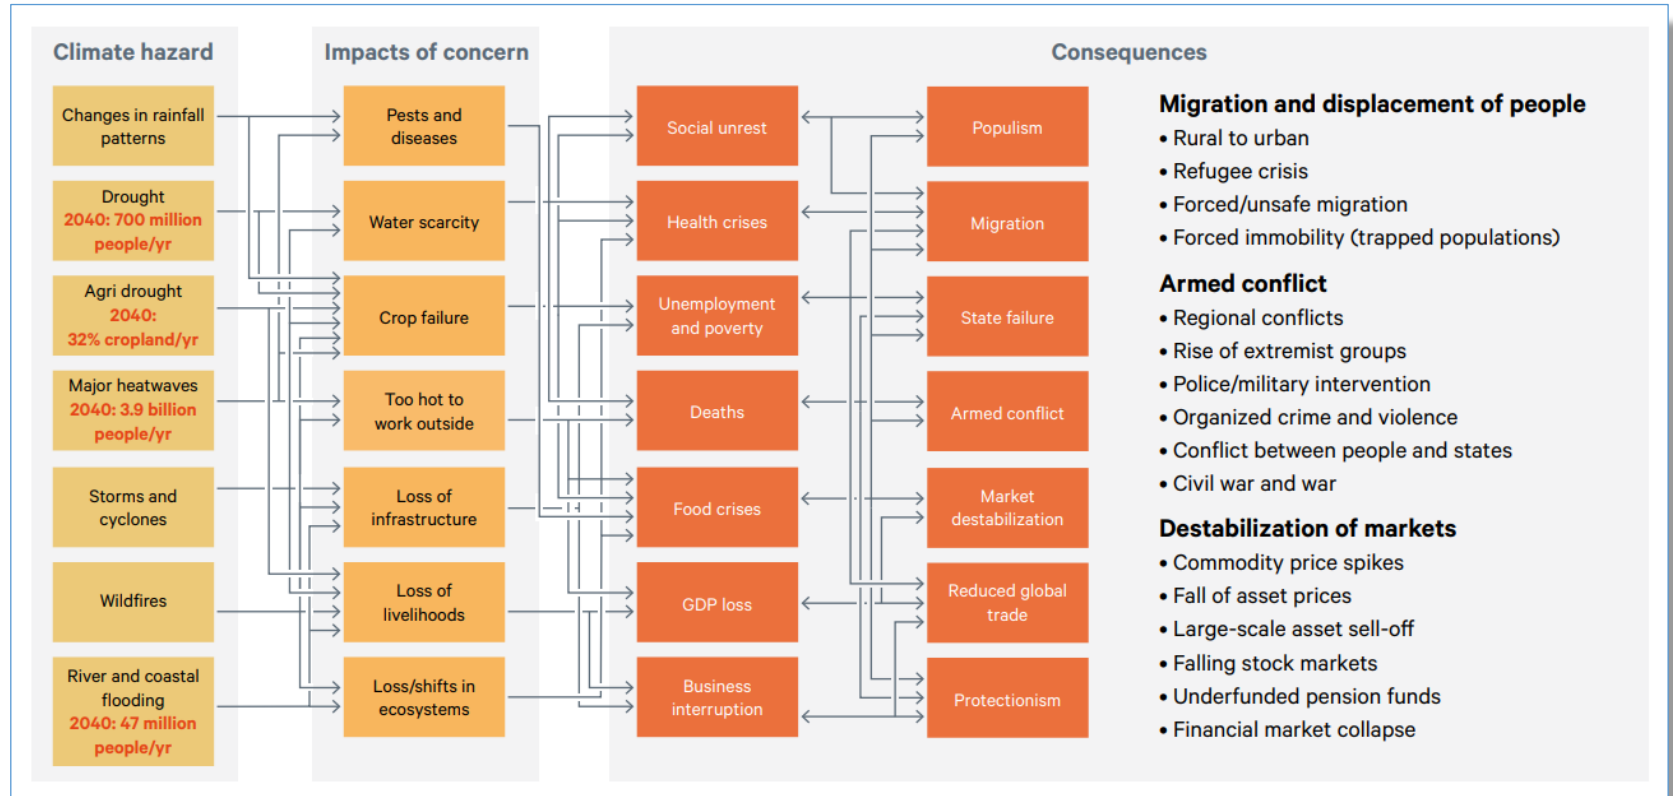 Climate hazard
Changes in rainfall
patterns
Drought
2040: 700 million
people/yr
Agri drought
2040:
32% cropland/yr
Major heatwaves
2040: 3.9 billion
people/yr
Storms and
cyclones
Wildfires
River and coastal
flooding
2040: 47 million
people/yr
Impacts of concern
Pests and
diseases
Water scarcity
Crop failure
Too hot to
work outside
Loss of
infrastructure
Loss of
livelihoods
Loss/shifts in
ecosystems
Consequences
Social unrest
Health crises
Unemployment
and poverty
Deaths
Food crises
GDP loss
Business
interruption
Populism
Migration
State failure
Armed conflict
Market
destabilization
Reduced global
trade
Protectionism
Migration and displacement of people
• Rural to urban
• Refugee crisis
• Forced/unsafe migration
• Forced immobility (trapped populations)
Armed conflict
• Regional conflicts
• Rise of extremist groups
• Police/military intervention
• Organized crime and violence
• Conflict between people and states
• Civil war and war
Destabilization of markets
• Commodity price spikes
• Fall of asset prices
• Large-scale asset sell-off
• Falling stock markets
• Underfunded pension funds
• Financial market collapse